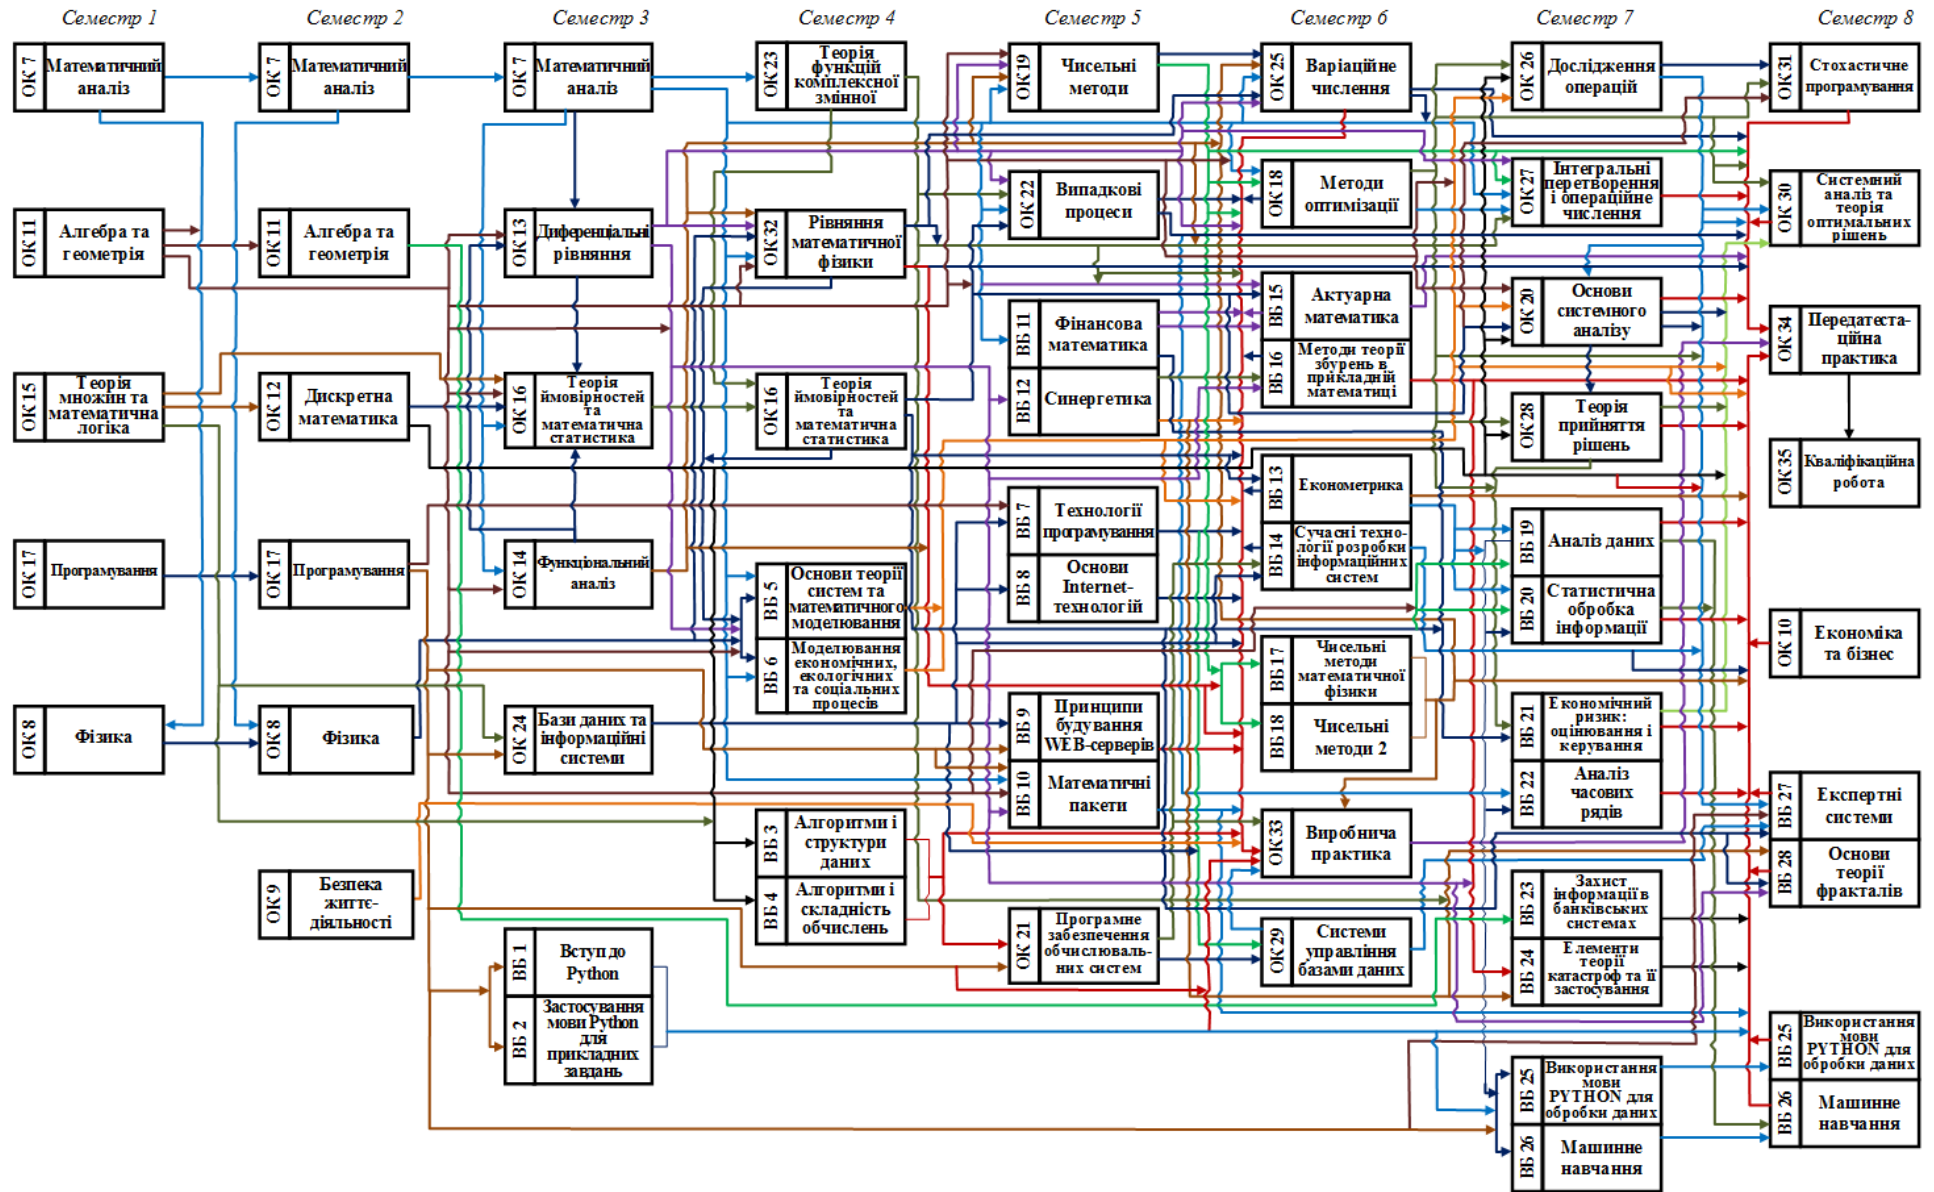 Семестр 1
Семестр 2
Семестр 3
Семестр 4
Семестр 5
Семестр 6
Семестр 7
Семестр 8
ОК 7
Математичний
аналіз
ОК 11
Алгебра та
геометрія
ОК 15
Теорія
множин та
математична
логіка
ОК 17
Програмування
ОК 8
Фізика
ОК 7
Математичний
аналіз
ОК 11
Алгебра та
геометрія
ОК 12
Дискретна
математика
ОК 17
Програмування
ОК 8
Фізика
ОК 9
Безпека
життє-
діяльності
ОК 7
Математичний
аналіз
ОК 13
Диференціальні
рівняння
ОК 16
Теорія
ймовірностей
та
математична
статистика
ОК 14
Функціональний
аналіз
ОК 24
Бази даних та
інформаційні
системи
ВБ 1
Вступ до
Python
ВБ 2
Застосування
мови Python
для
прикладних
завдань
ОК 23
Теорія
функцій
комплексної
змінної
ОК 32
Рівняння
математичної
фізики
ОК 16
Теорія
ймовірностей
та
математична
статистика
ВБ 5
Основи теорії
систем та
математичного
моделювання
ВБ 6
Моделювання
економічних,
екологічних
та соціальних
процесів
ВБ 3
Алгоритми і
структури
даних
ВБ 4
Алгоритми і
складність
обчислень
ОК 19
Чисельні
методи
ОК 22
Випадкові
процеси
ВБ 11
Фінансова
математика
ВБ 12
Синергетика
ВБ 7
Технології
програмування
ВБ 8
Основи
Internet-
технологій
ВБ 9
Принципи
будування
WEB-серверів
ВБ 10
Математичні
пакети
ОК 21
Програмне
забезпечення
обчислюваль-
них систем
ОК 25
Варіаційне
числення
ОК 18
Методи
оптимізації
ВБ 15
Актуарна
математика
ВБ 16
Методи теорії
збурень в
прикладній
математиці
ВБ 13
Економетрика
ВБ 14
Сучасні техно-
логії розробки
інформаційних
систем
ВБ 17
Чисельні
методи
математичної
фізики
ВБ 18
Чисельні
методи 2
ОК 33
Виробнича
практика
ОК 29
Системи
управління
базами даних
ОК 26
Дослідження
операцій
ОК 27
Інтегральні
перетворення
і операційне
числення
ОК 20
Основи
системного
аналізу
ОК 28
Теорія
прийняття
рішень
ВБ 19
Аналіз даних
ВБ 20
Статистична
обробка
інформації
ВБ 21
Економічний
ризик:
оцінювання і
керування
ВБ 22
Аналіз
часових
рядів
ВБ 23
Захист
інформації в
банківських
системах
ВБ 24
Елементи
теорії
катастроф та її
застосування
ВБ 25
Використання
мови
PYTHON для
обробки даних
ВБ 26
Машинне
навчання
ОК 31
Стохастичне
програмування
ОК 30
Системний
аналіз та
теорія
оптимальних
рішень
ОК 34
Передатеста-
ційна
практика
ОК 35
Кваліфікаційна
робота
ОК 10
Економіка
та бізнес
ВБ 27
Експертні
системи
ВБ 28
Основи
теорії
фракталів
ВБ 25
Використання
мови
PYTHON для
обробки даних
ВБ 26
Машинне
навчання